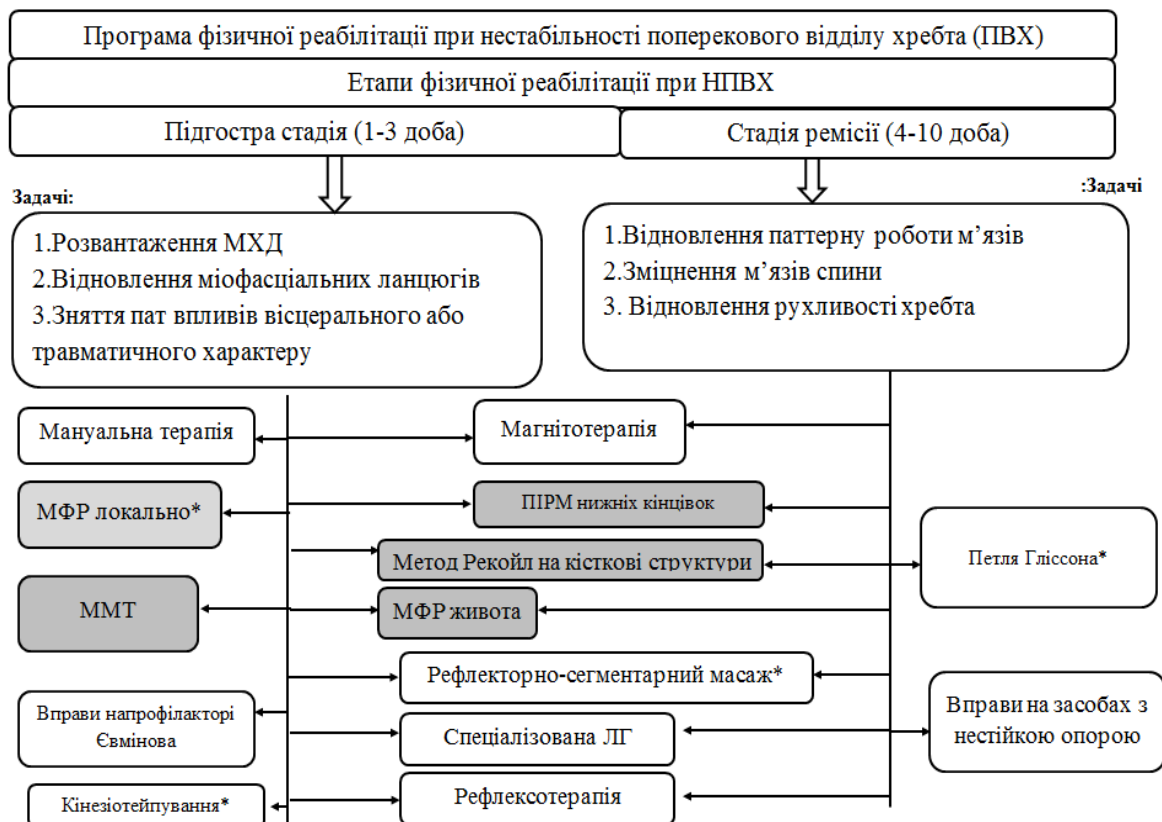 Програма фізичної реабілітації при нестабільності поперекового відділу хребта (ПВХ)
Етапи фізичної реабілітації при НПВХ
Підгостра стадія (1-3 доба)
Стадія ремісії (4-10 доба)
Задачі:
:Задачі
1.Розвантаження МХД
2.Відновлення міофасціальних ланцюгів
3.Зняття пат впливів вісцерального або
травматичного характеру
1.Відновлення паттерну роботи м’язів
2.Зміцнення м’язів спини
3. Відновлення рухливості хребта
Мануальна терапія
Магнітотерапія
МФР локально*
ПІРМ нижніх кінцівок
Метод Рекойл на кісткові структури
Петля Гліссона*
ММТ
МФР живота
Рефлекторно-сегментарний масаж*
Вправи напрофілакторі
Євмінова
Спеціалізована ЛГ
Вправи на засобах з
нестійкою опорою
Кінезіотейпування*
Рефлексотерапія